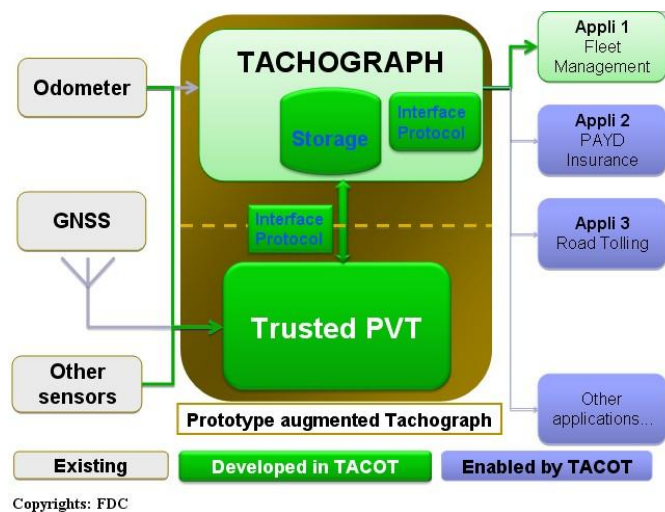 Odometer
GNSS
Other
sensors
TACHOGRAPH
Storage
Interface
Protocol
Interface
Protocol
Trusted PVT
Prototype augmented Tachograph
Appli 1
Fleet
Management
Appli 2
PAYD
Insurance
Appli 3
Road Tolling
Other
applications...
Existing
Developed in TACOT
Enabled by TACOT
Copyrights: FDC